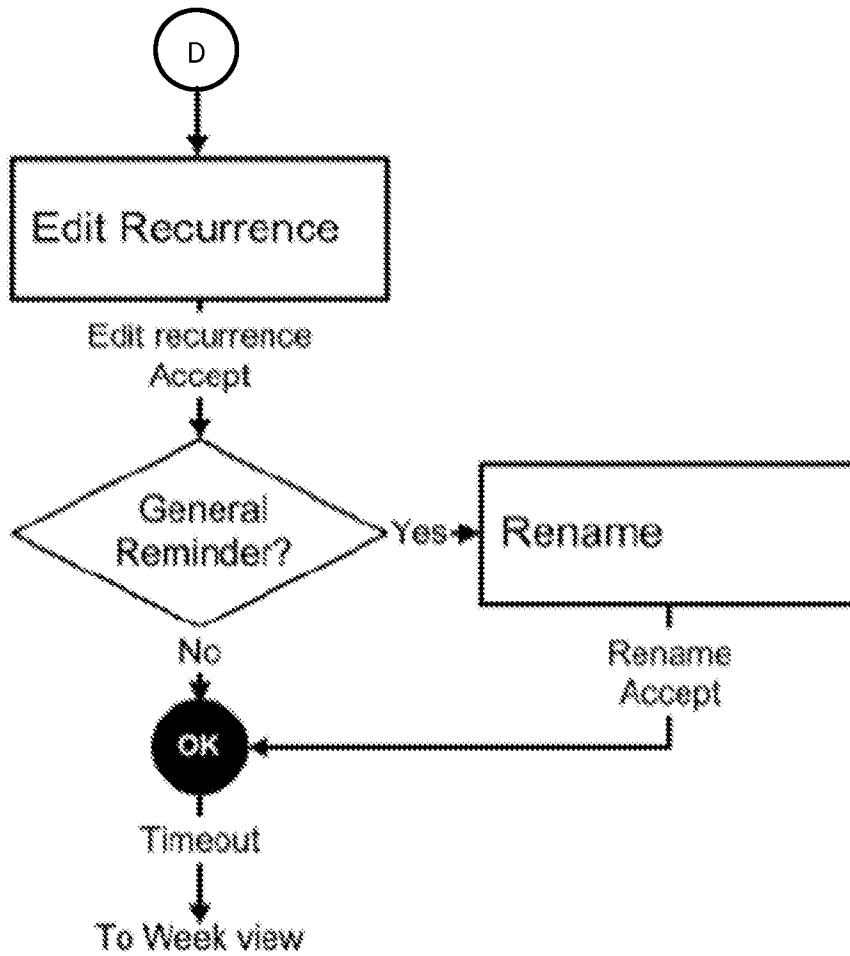 D
Edit Recurrence
Edit recurrence
Accept
General
Reminder?
Yes
Rename
No
Rename
Accept
OK
Timeout
To Week view